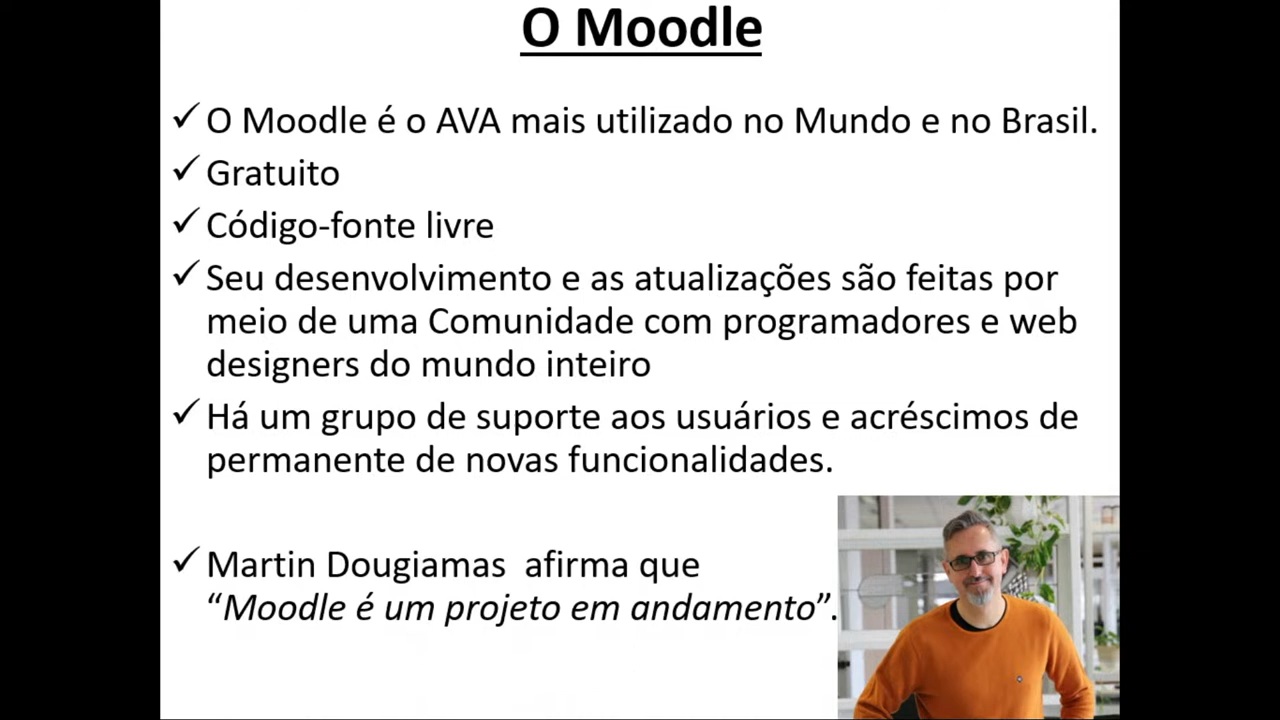 O Moodle
✓ O Moodle é o AVA mais utilizado no Mundo e no Brasil.
✓ Gratuito
✓ Código-fonte livre
✓ Seu desenvolvimento e as atualizações são feitas por
meio de uma Comunidade com programadores e web
designers do mundo inteiro
✓ Há um grupo de suporte aos usuários e acréscimos de
permanente de novas funcionalidades.
✓ Martin Dougiamas  afirma que
“Moodle é um projeto em andamento”.